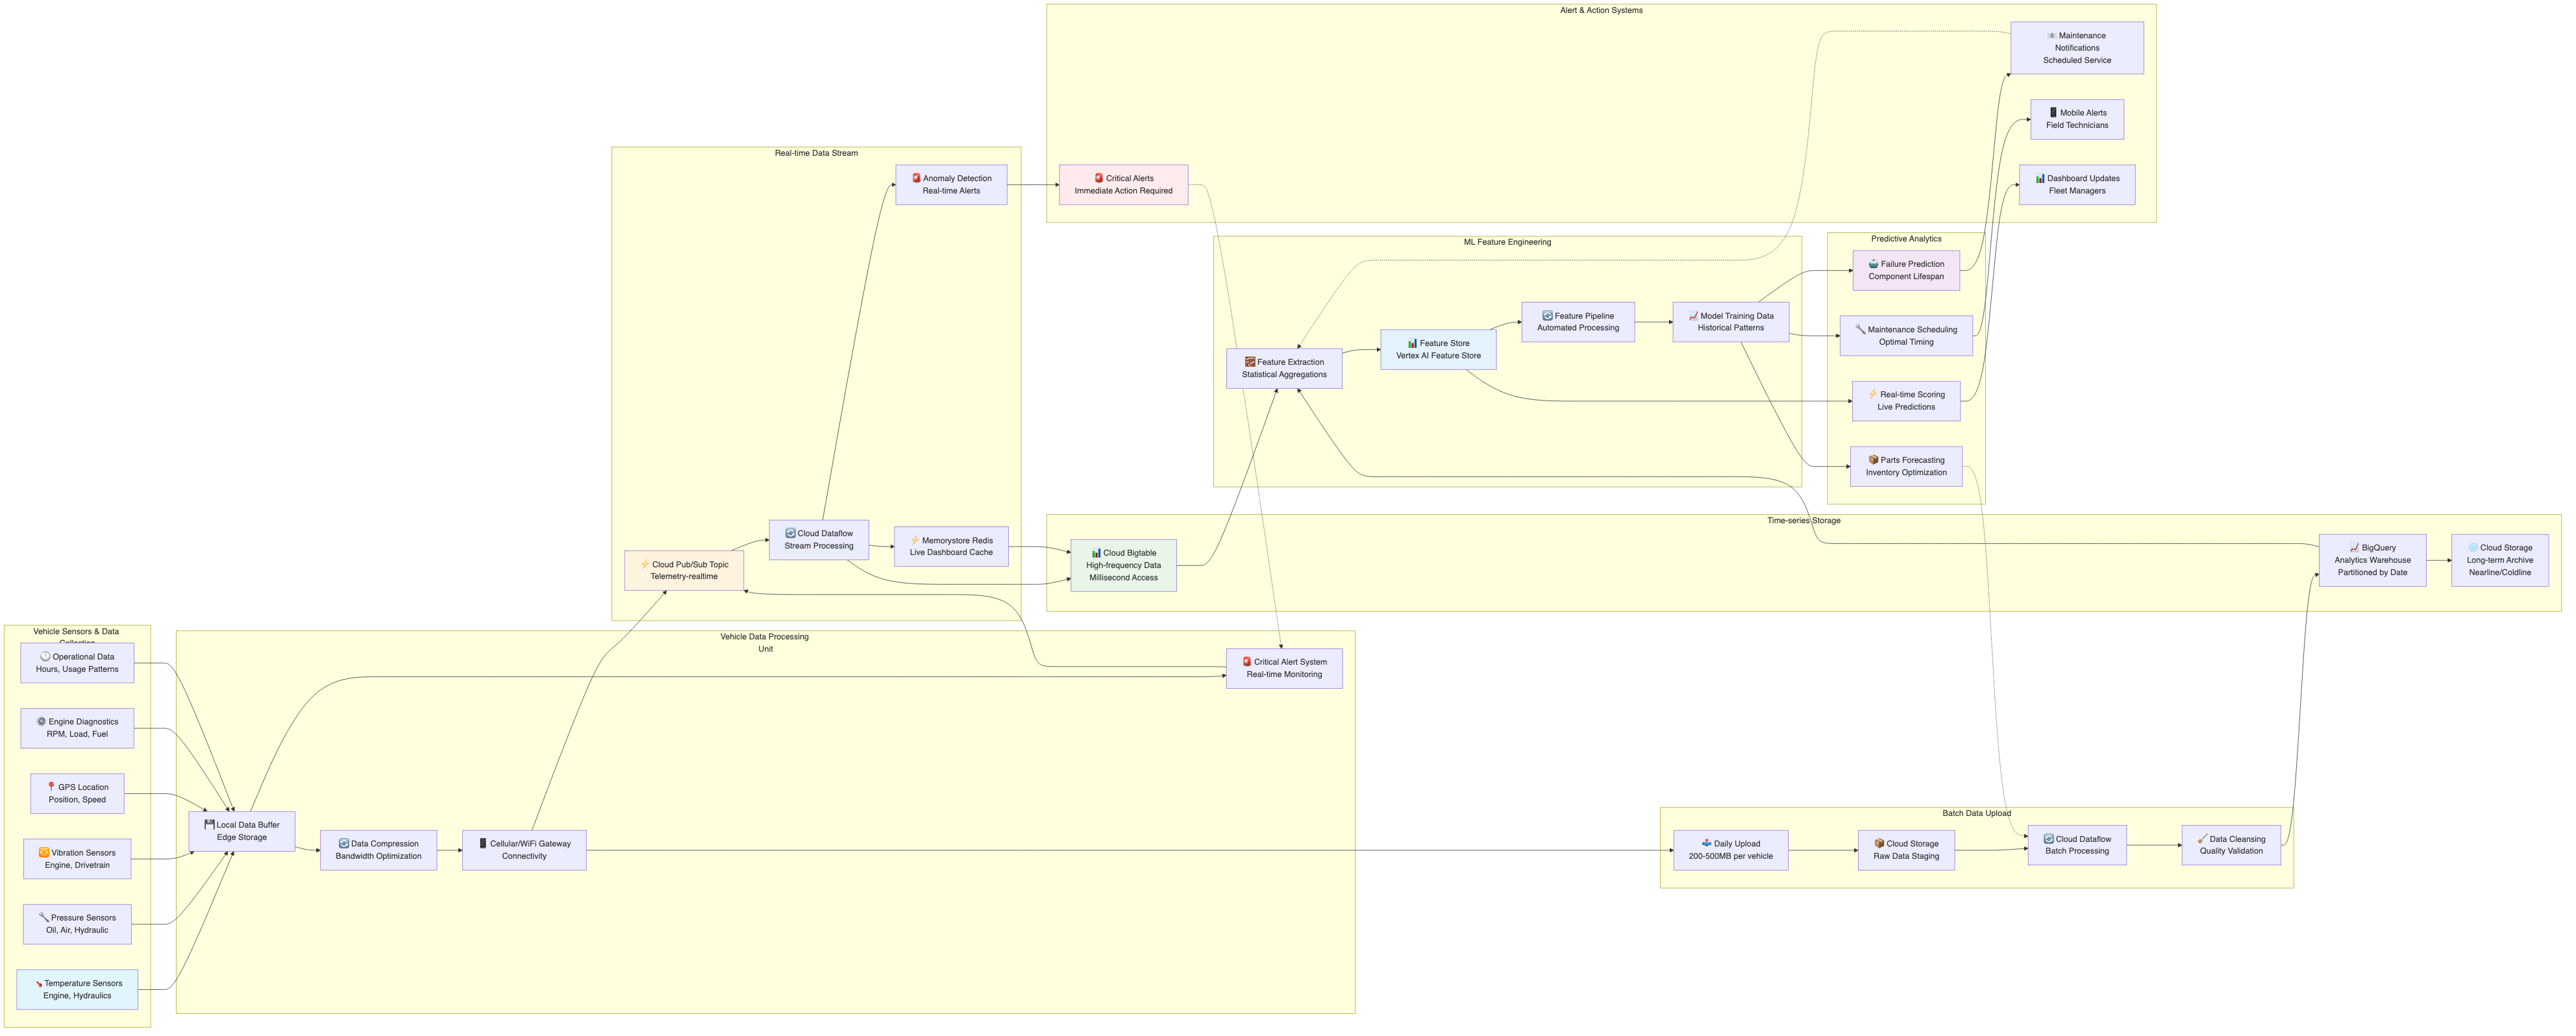 Alert & Action Systems
Maintenance
Notifications
Scheduled Service
Mobile Alerts
Field Technicians
Dashboard Updates
Fleet Managers
Critical Alerts
Immediate Action Required
Real-time Data Stream
Anomaly Detection
Real-time Alerts
Cloud Dataflow
Stream Processing
Memorystore Redis
Live Dashboard Cache
Cloud Pub/Sub Topic
Telemetry-realtime
ML Feature Engineering
Feature Extraction
Statistical Aggregations
Feature Store
Vertex AI Feature Store
Feature Pipeline
Automated Processing
Model Training Data
Historical Patterns
Predictive Analytics
Failure Prediction
Component Lifespan
Maintenance Scheduling
Optimal Timing
Real-time Scoring
Live Predictions
Parts Forecasting
Inventory Optimization
Time-series Storage
Cloud Bigtable
High-frequency Data
Millisecond Access
BigQuery
Analytics Warehouse
Partitioned by Date
Cloud Storage
Long-term Archive
Nearline/Coldline
Vehicle Sensors & Data
Collection
Operational Data
Hours, Usage Patterns
Engine Diagnostics
RPM, Load, Fuel
GPS Location
Position, Speed
Vibration Sensors
Engine, Drivetrain
Pressure Sensors
Oil, Air, Hydraulic
Temperature Sensors
Engine, Hydraulics
Vehicle Data Processing
Unit
Critical Alert System
Real-time Monitoring
Local Data Buffer
Edge Storage
Data Compression
Bandwidth Optimization
Cellular/WiFi Gateway
Connectivity
Batch Data Upload
Daily Upload
200-500MB per vehicle
Cloud Storage
Raw Data Staging
Cloud Dataflow
Batch Processing
Data Cleansing
Quality Validation